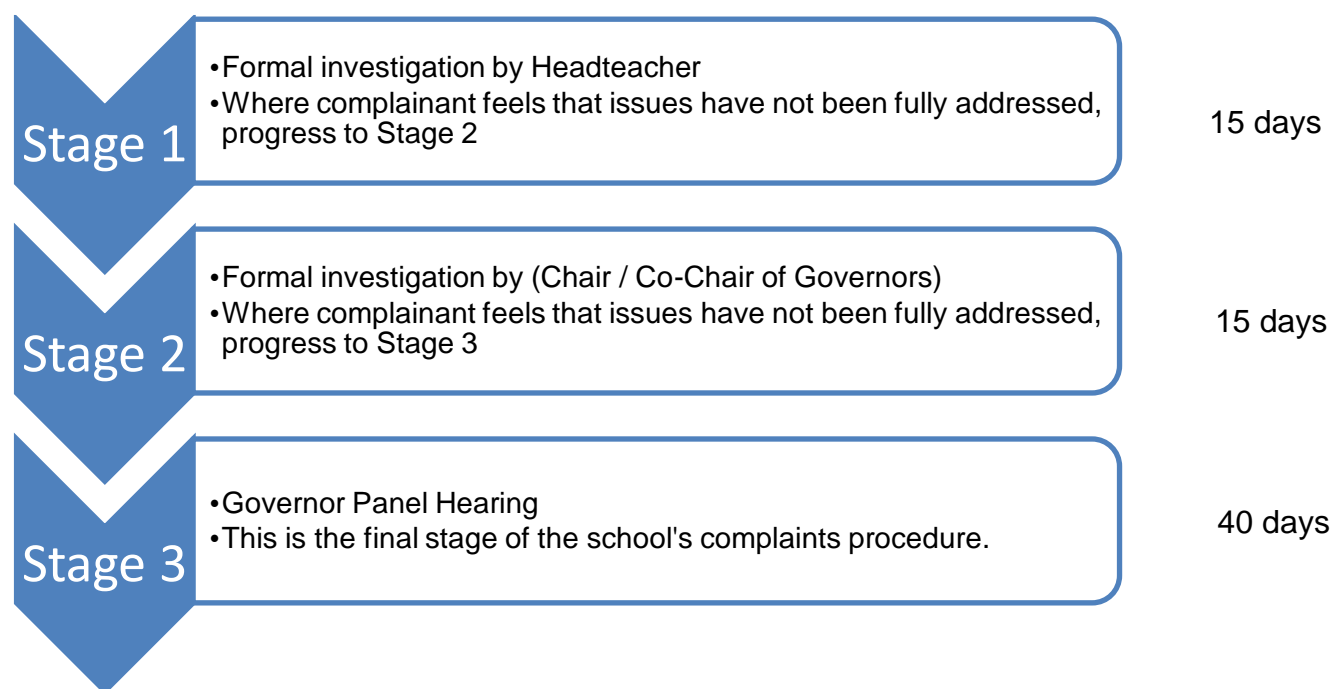 Stage 1
•Formal investigation by Headteacher
•Where complainant feels that issues have not been fully addressed,
progress to Stage 2
15 days
Stage 2
•Formal investigation by (Chair / Co-Chair of Governors)
•Where complainant feels that issues have not been fully addressed,
progress to Stage 3
15 days
Stage 3
•Governor Panel Hearing
•This is the final stage of the school's complaints procedure.
40 days